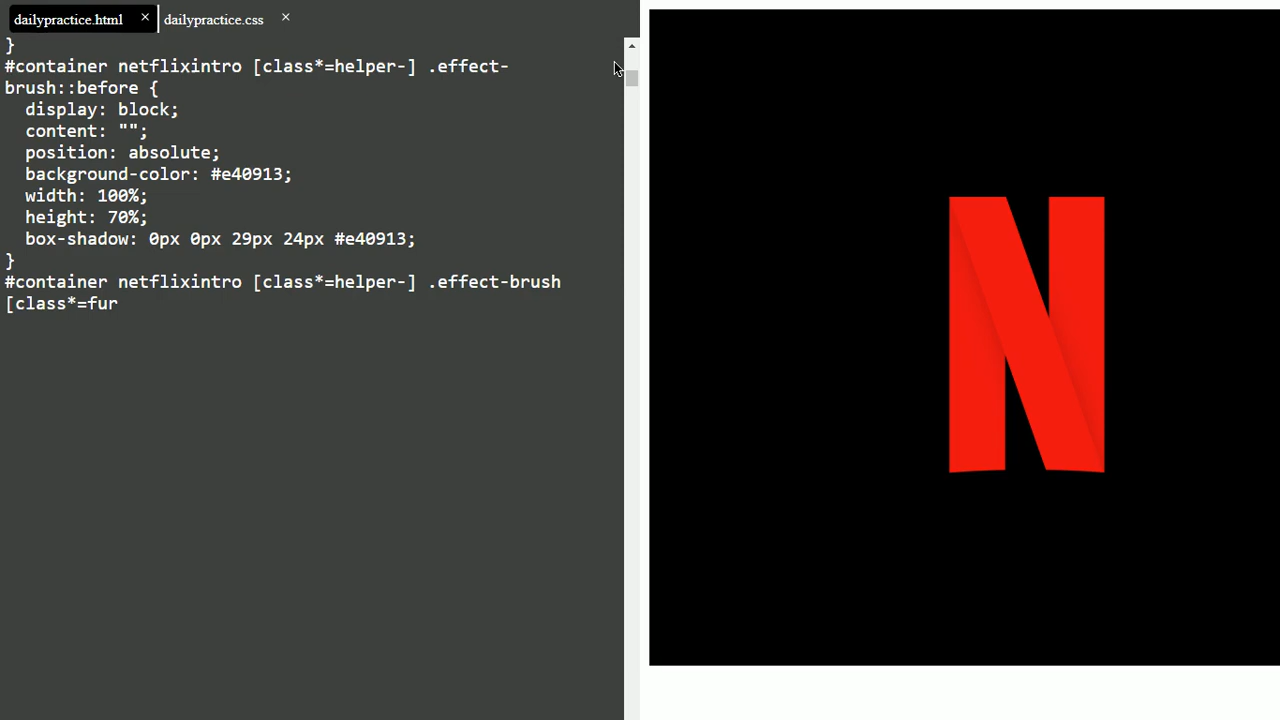 dailypractice.html × dailypractice.css ×
}
#container netflixintro [class*=helper-] .effect-
brush::before {
  display: block;
  content: "";
  position: absolute;
  background-color: #e40913;
  width: 100%;
  height: 70%;
  box-shadow: 0px 0px 29px 24px #e40913;
}
#container netflixintro [class*=helper-] .effect-brush
[class*=fur
N